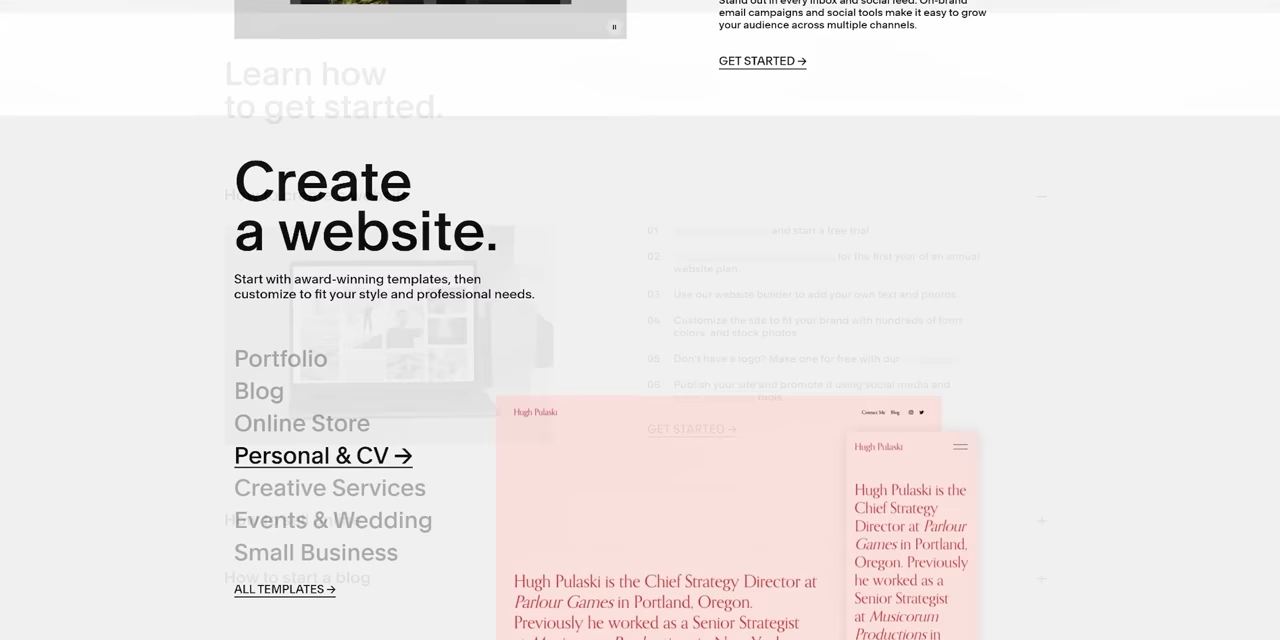 Stand out in every inbox and social feed. On-brand
email campaigns and social tools make it easy to grow
your audience across multiple channels.
GET STARTED →
Learn how
to get started.
Create
a website.
Start with award-winning templates, then
customize to fit your style and professional needs.
01 and start a free trial
02 for the first year of an annual
website plan.
03 Use our website builder to add your own text and photos.
04 Customize the site to fit your brand with hundreds of fonts
colors, and stock photos
05 Don't have a logo? Make one for free with our
06 Publish your site and promote it using social media and
tools.
GET STARTED →
Portfolio
Blog
Online Store
Personal & CV →
Creative Services
Events & Wedding
Small Business
How to start a blog
ALL TEMPLATES →
Hugh Pulaski
Contact Me Blog
Hugh Pulaski is the Chief Strategy Director at
Parlour Games in Portland, Oregon.
Previously he worked as a Senior Strategist
Hugh Pulaski
Hugh Pulaski is the
Chief Strategy
Director at Parlour
Games in Portland,
Oregon. Previously
he worked as a
Senior Strategist
at Musicorum
Productions in